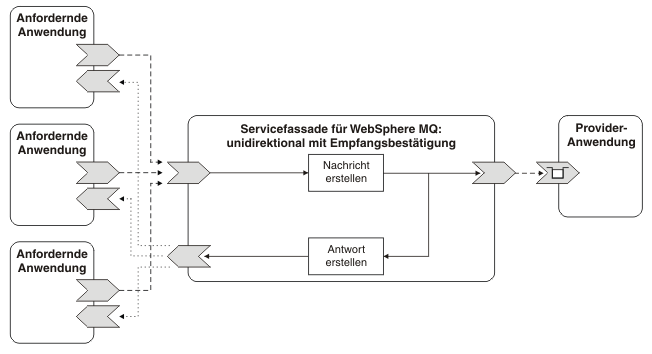 Anfordernde
Anwendung
Anfordernde
Anwendung
Anfordernde
Anwendung
Servicefassade für WebSphere MQ:
unidirektional mit Empfangsbestätigung
Nachricht
erstellen
Antwort
erstellen
Provider-
Anwendung